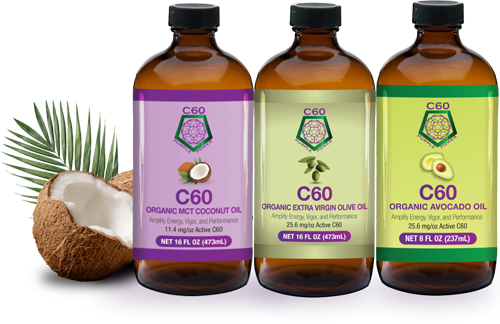 C60
C60
ORGANIC MCT COCONUT OIL
Amplify Energy, Vigor, and Performance
11.4 mg/oz Active C60
NET 16 FL OZ (473mL)
C60
C60
ORGANIC EXTRA VIRGIN OLIVE OIL
Amplify Energy, Vigor, and Performance
25.6 mg/oz Active C60
NET 16 FL OZ (473mL)
C60
C60
ORGANIC AVOCADO OIL
Amplify Energy, Vigor, and Performance
25.6 mg/oz Active C60
NET 8 FL OZ (237mL)